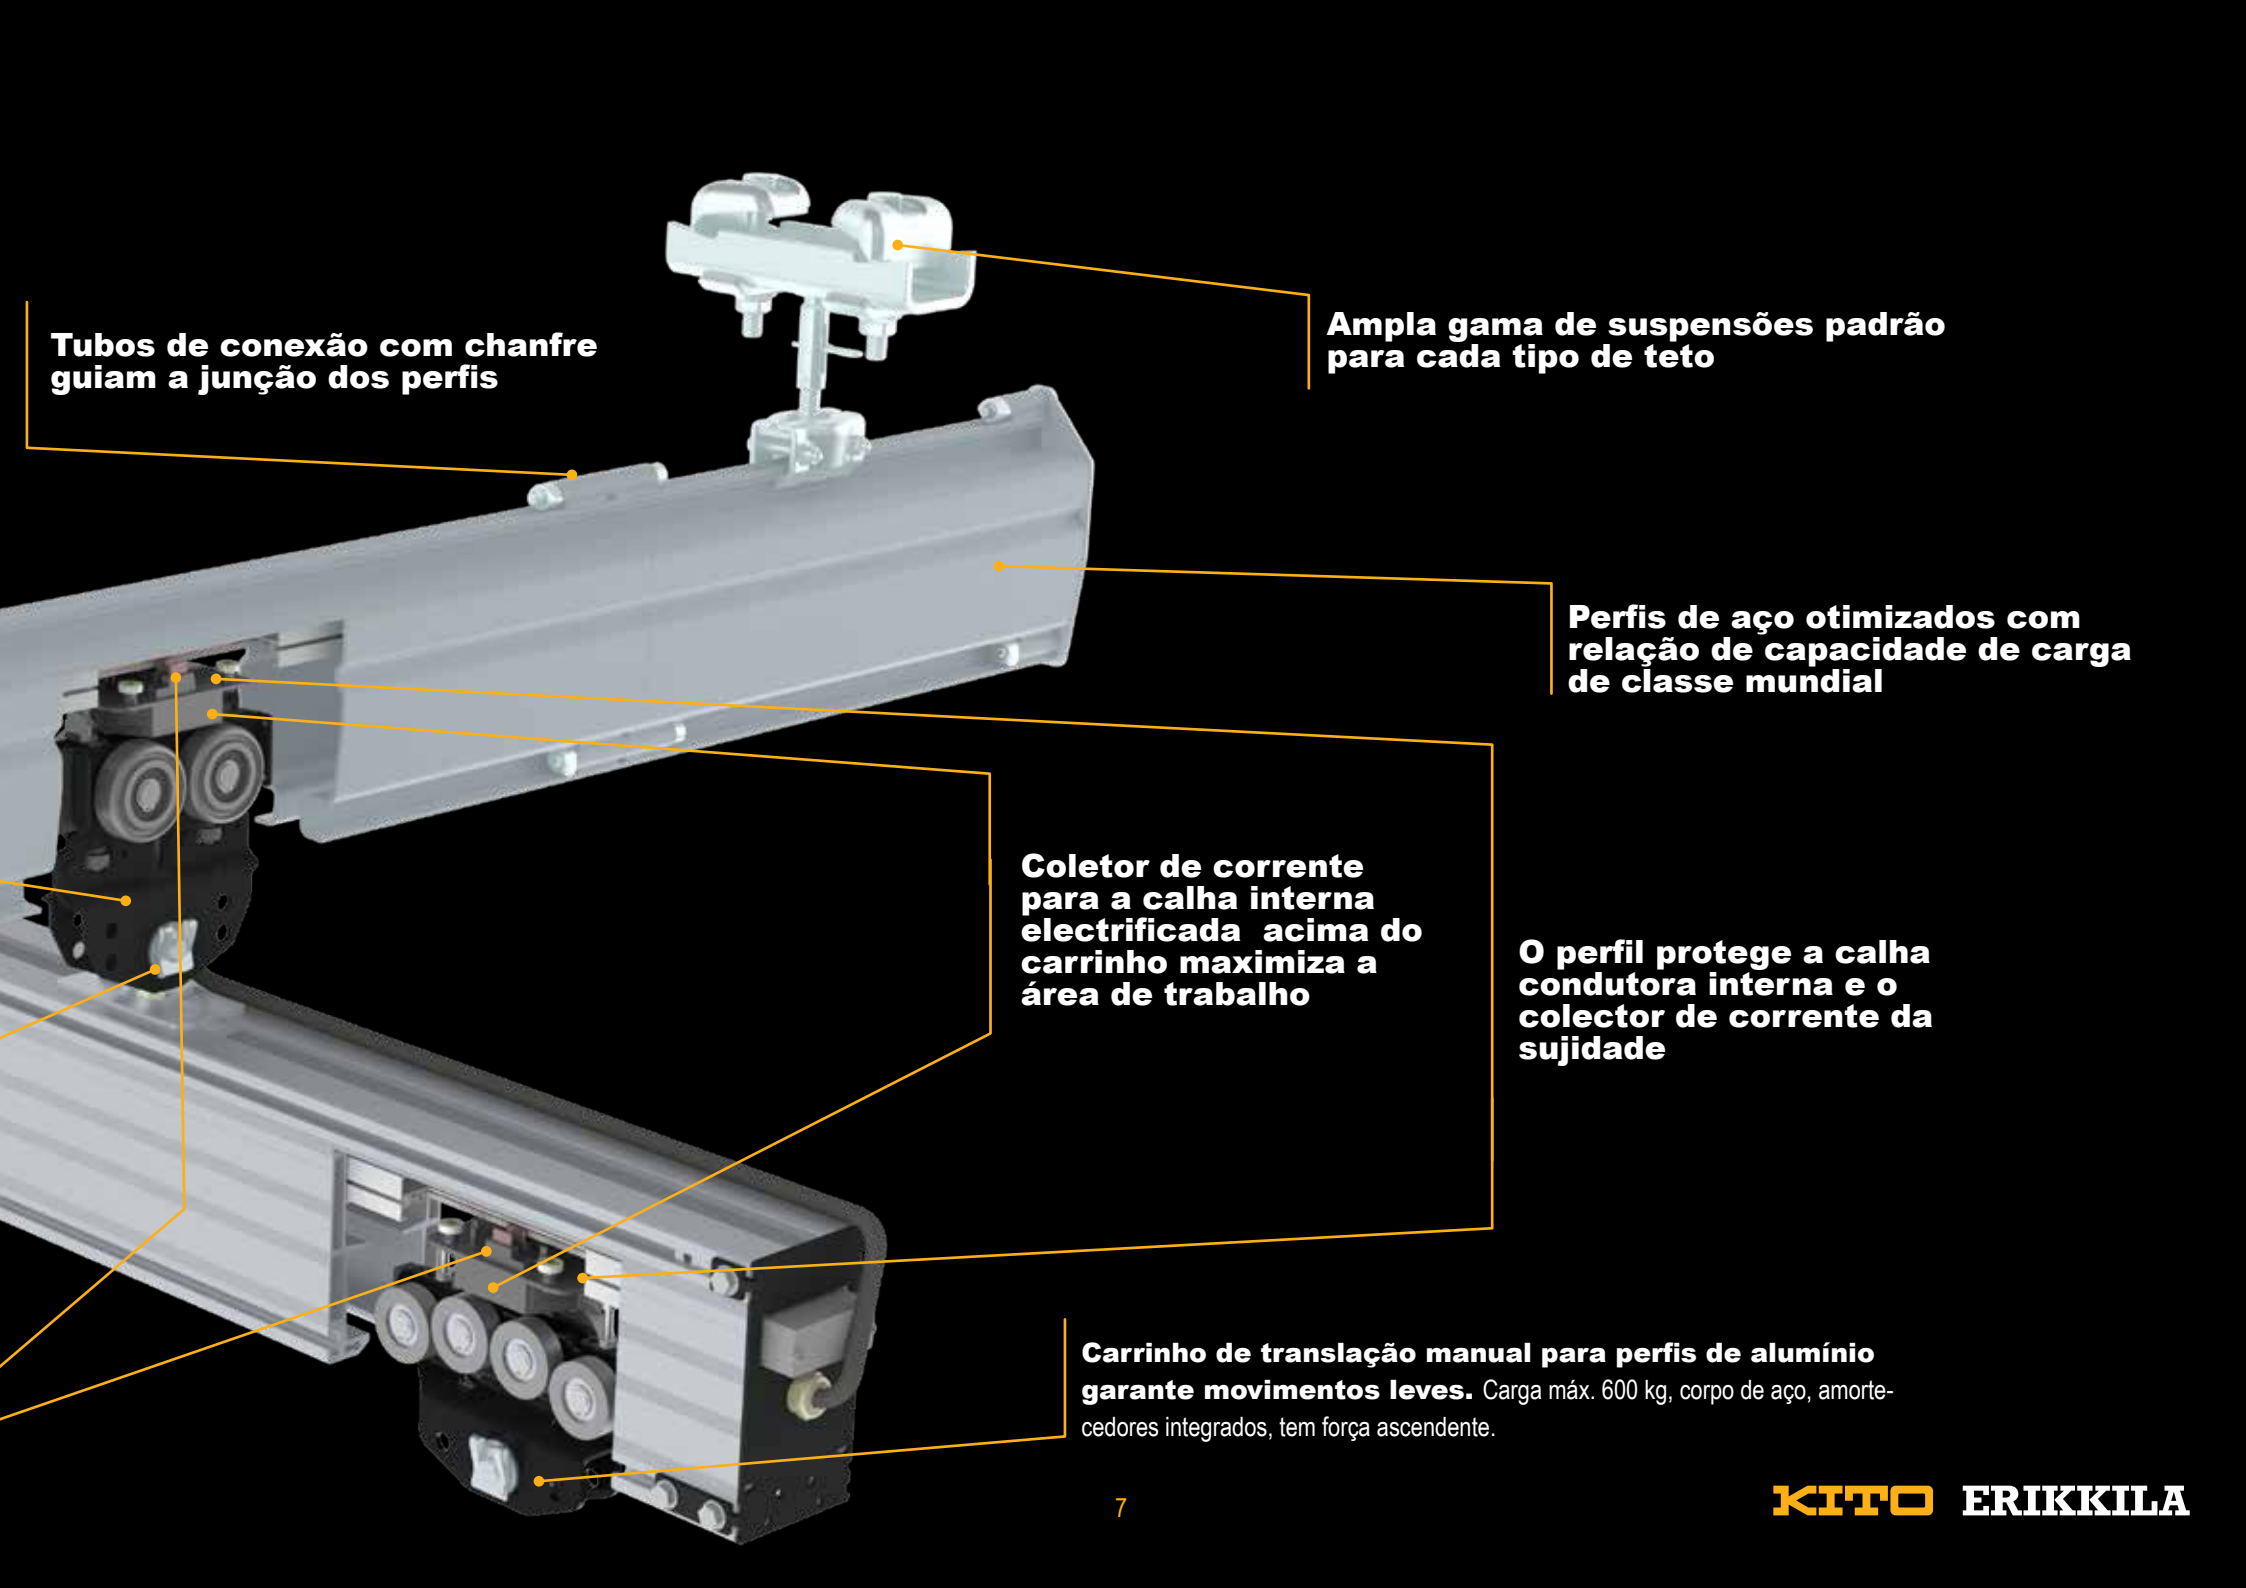 Tubos de conexão com chanfre
guiam a junção dos perfis
Ampla gama de suspensões padrão
para cada tipo de teto
Perfis de aço otimizados com
relação de capacidade de carga
de classe mundial
Coletor de corrente
para a calha interna
electrificada  acima do
carrinho maximiza a
área de trabalho
O perfil protege a calha
condutora interna e o
colector de corrente da
sujidade
Carrinho de translação manual para perfis de alumínio
garante movimentos leves. Carga máx. 600 kg, corpo de aço, amorte-
cedores integrados, tem força ascendente.
7
KITO ERIKKILA